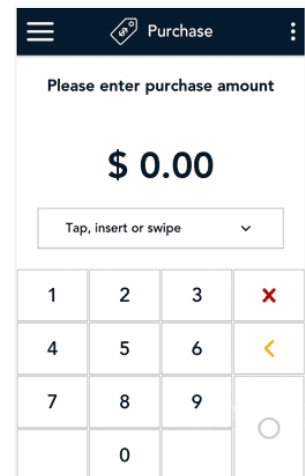 Purchase
Please enter purchase amount
$ 0.00
Tap, insert or swipe
1 2 3
4 5 6
7 8 9
0